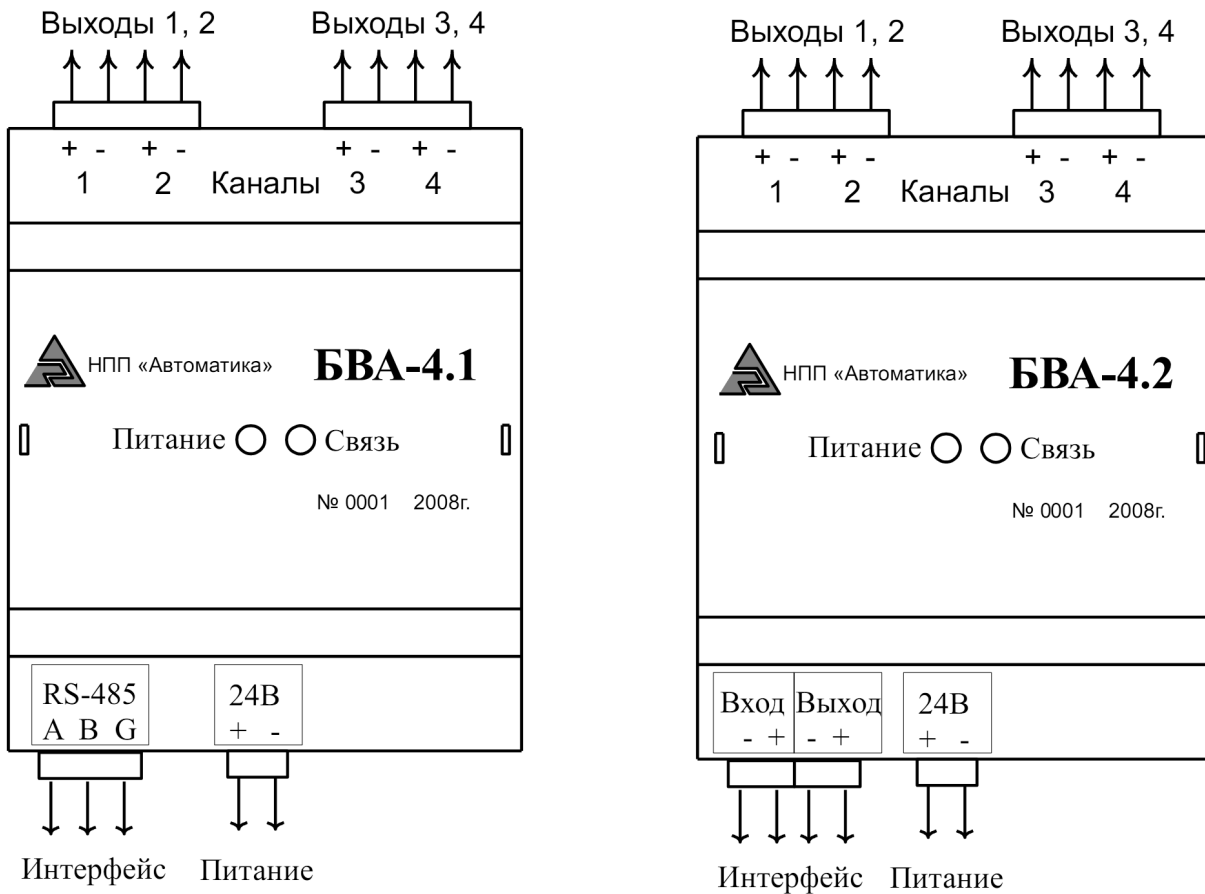 Выходы 1, 2
Выходы 3, 4
+ - + -
+ - + -
1 2 Каналы 3 4
НПП «Автоматика»
БВА-4.1
Питание
Связь
№ 0001 2008г.
RS-485
A B G
24В
+ -
Интерфейс
Питание
Выходы 1, 2
Выходы 3, 4
+ - + -
+ - + -
1 2 Каналы 3 4
НПП «Автоматика»
БВА-4.2
Питание
Связь
№ 0001 2008г.
Вход
- +
Выход
- +
24В
+ -
Интерфейс
Питание